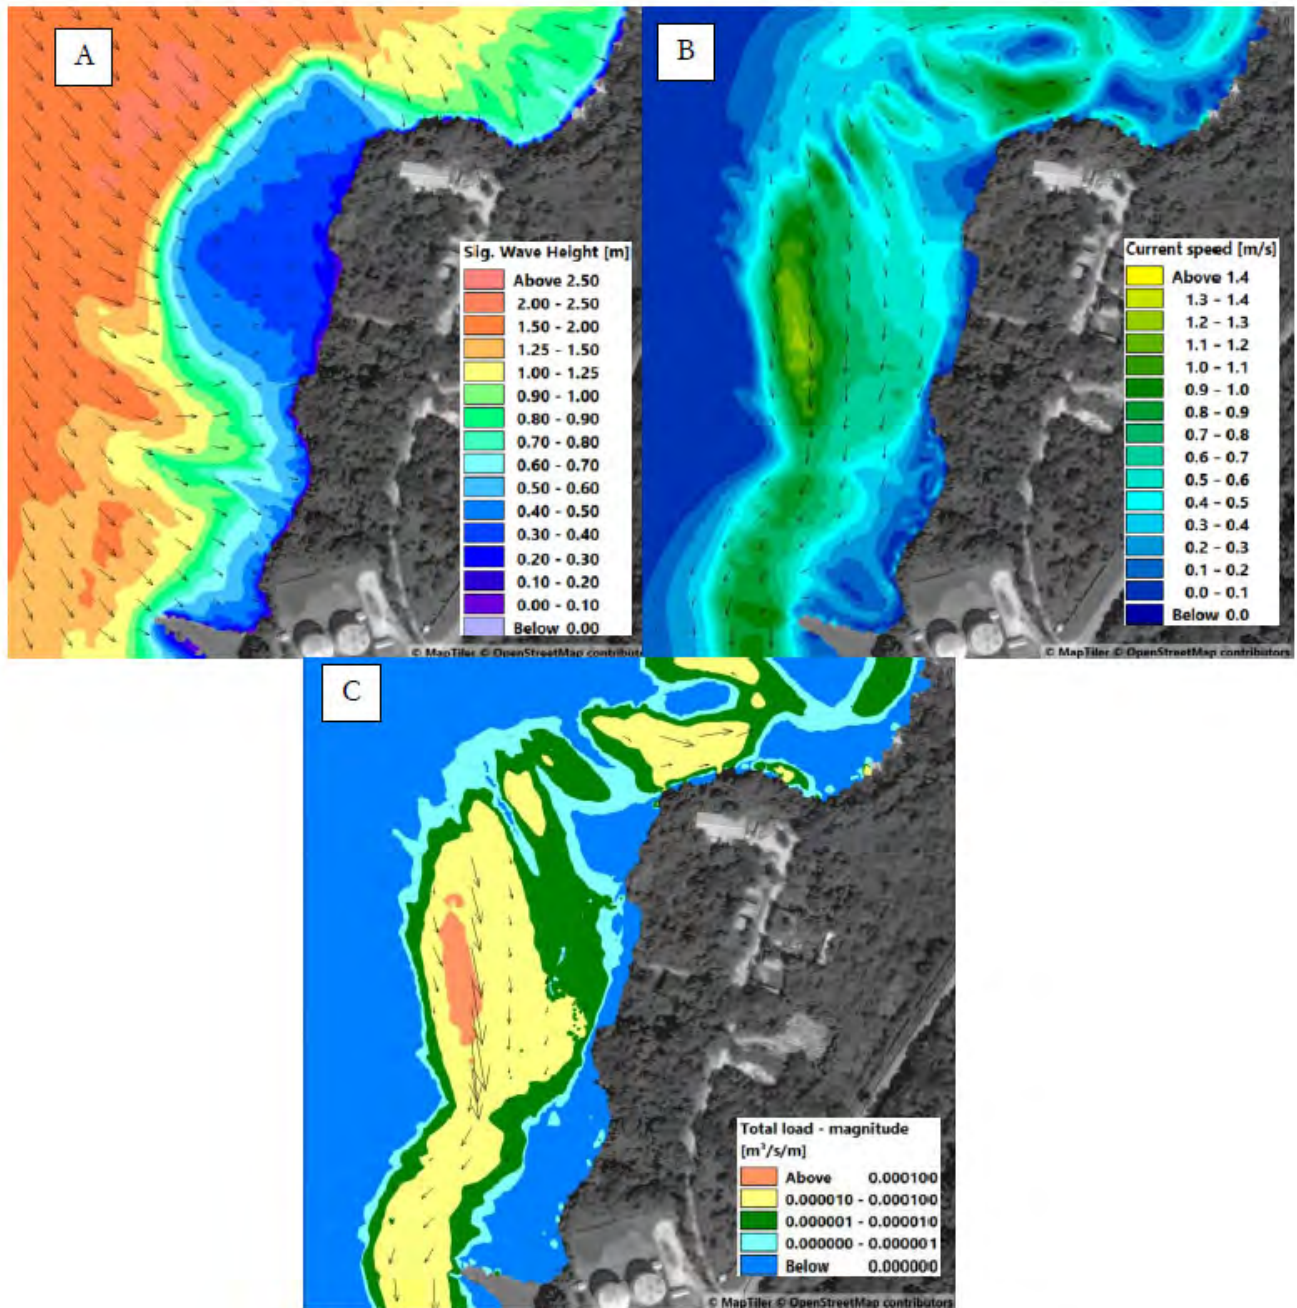 A
Sig. Wave Height [m]
Above 2.50
2.00 - 2.50
1.50 - 2.00
1.25 - 1.50
1.00 - 1.25
0.90 - 1.00
0.80 - 0.90
0.70 - 0.80
0.60 - 0.70
0.50 - 0.60
0.40 - 0.50
0.30 - 0.40
0.20 - 0.30
0.10 - 0.20
0.00 - 0.10
Below 0.00
© MapTiler © OpenStreetMap contributors
B
Current speed [m/s]
Above 1.4
1.3 - 1.4
1.2 - 1.3
1.1 - 1.2
1.0 - 1.1
0.9 - 1.0
0.8 - 0.9
0.7 - 0.8
0.6 - 0.7
0.5 - 0.6
0.4 - 0.5
0.3 - 0.4
0.2 - 0.3
0.1 - 0.2
0.0 - 0.1
Below 0.0
© MapTiler © OpenStreetMap contributors
C
Total load - magnitude
[m³/s/m]
Above 0.000100
0.000010 - 0.000100
0.000001 - 0.000010
0.000000 - 0.000001
Below 0.000000
© MapTiler © OpenStreetMap contributors